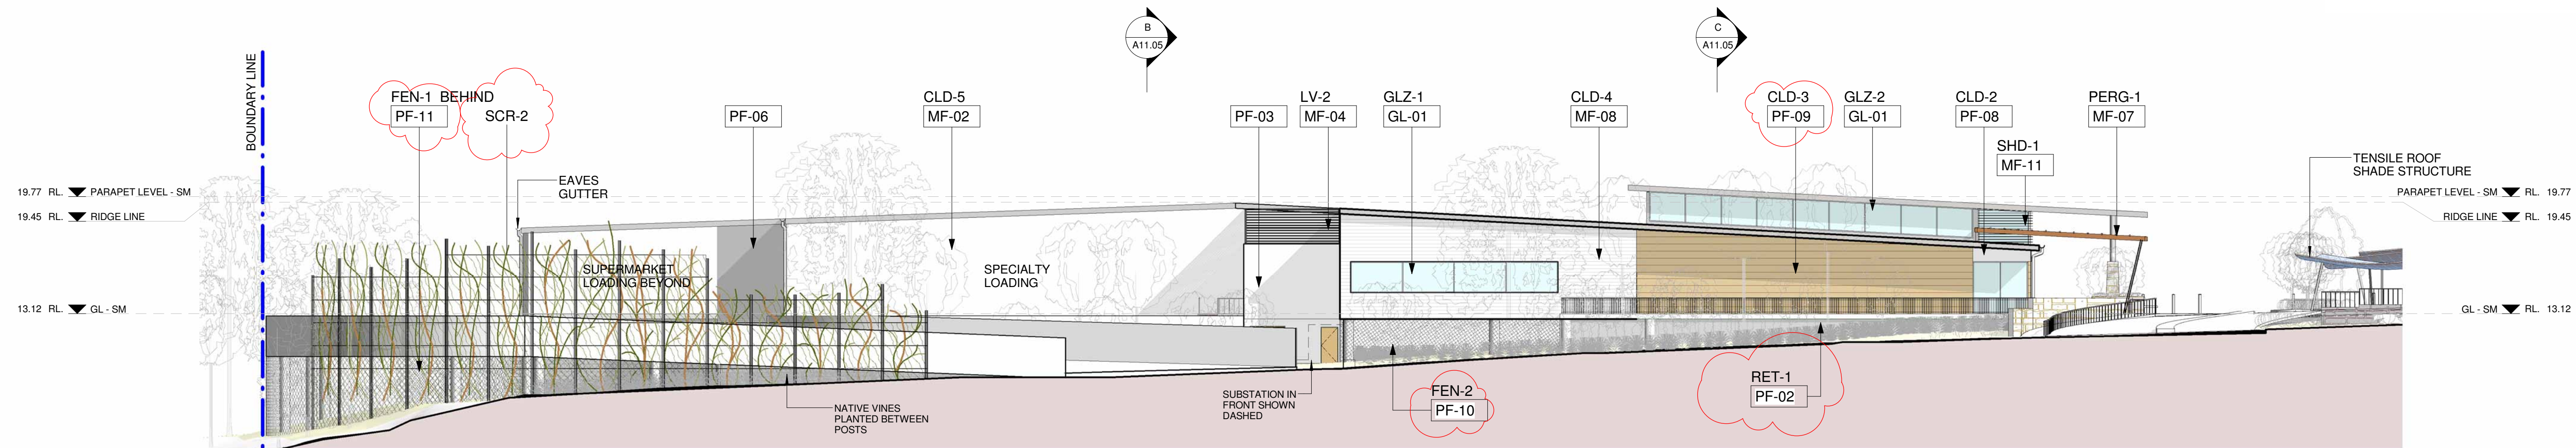 B
A11.05
C
A11.05
BOUNDARY LINE
FEN-1 BEHIND
PF-11
SCR-2
PF-06
CLD-5
MF-02
PF-03
LV-2
MF-04
GLZ-1
GL-01
CLD-4
MF-08
CLD-3
PF-09
GLZ-2
GL-01
CLD-2
PF-08
SHD-1
MF-11
PERG-1
MF-07
TENSILE ROOF
SHADE STRUCTURE
EAVES
GUTTER
19.77 RL. PARAPET LEVEL - SM
19.45 RL. RIDGE LINE
13.12 RL. GL - SM
PARAPET LEVEL - SM RL. 19.77
RIDGE LINE RL. 19.45
GL - SM RL. 13.12
SUPERMARKET
LOADING BEYOND
SPECIALTY
LOADING
NATIVE VINES
PLANTED BETWEEN
POSTS
SUBSTATION IN
FRONT SHOWN
DASHED
FEN-2
PF-10
RET-1
PF-02